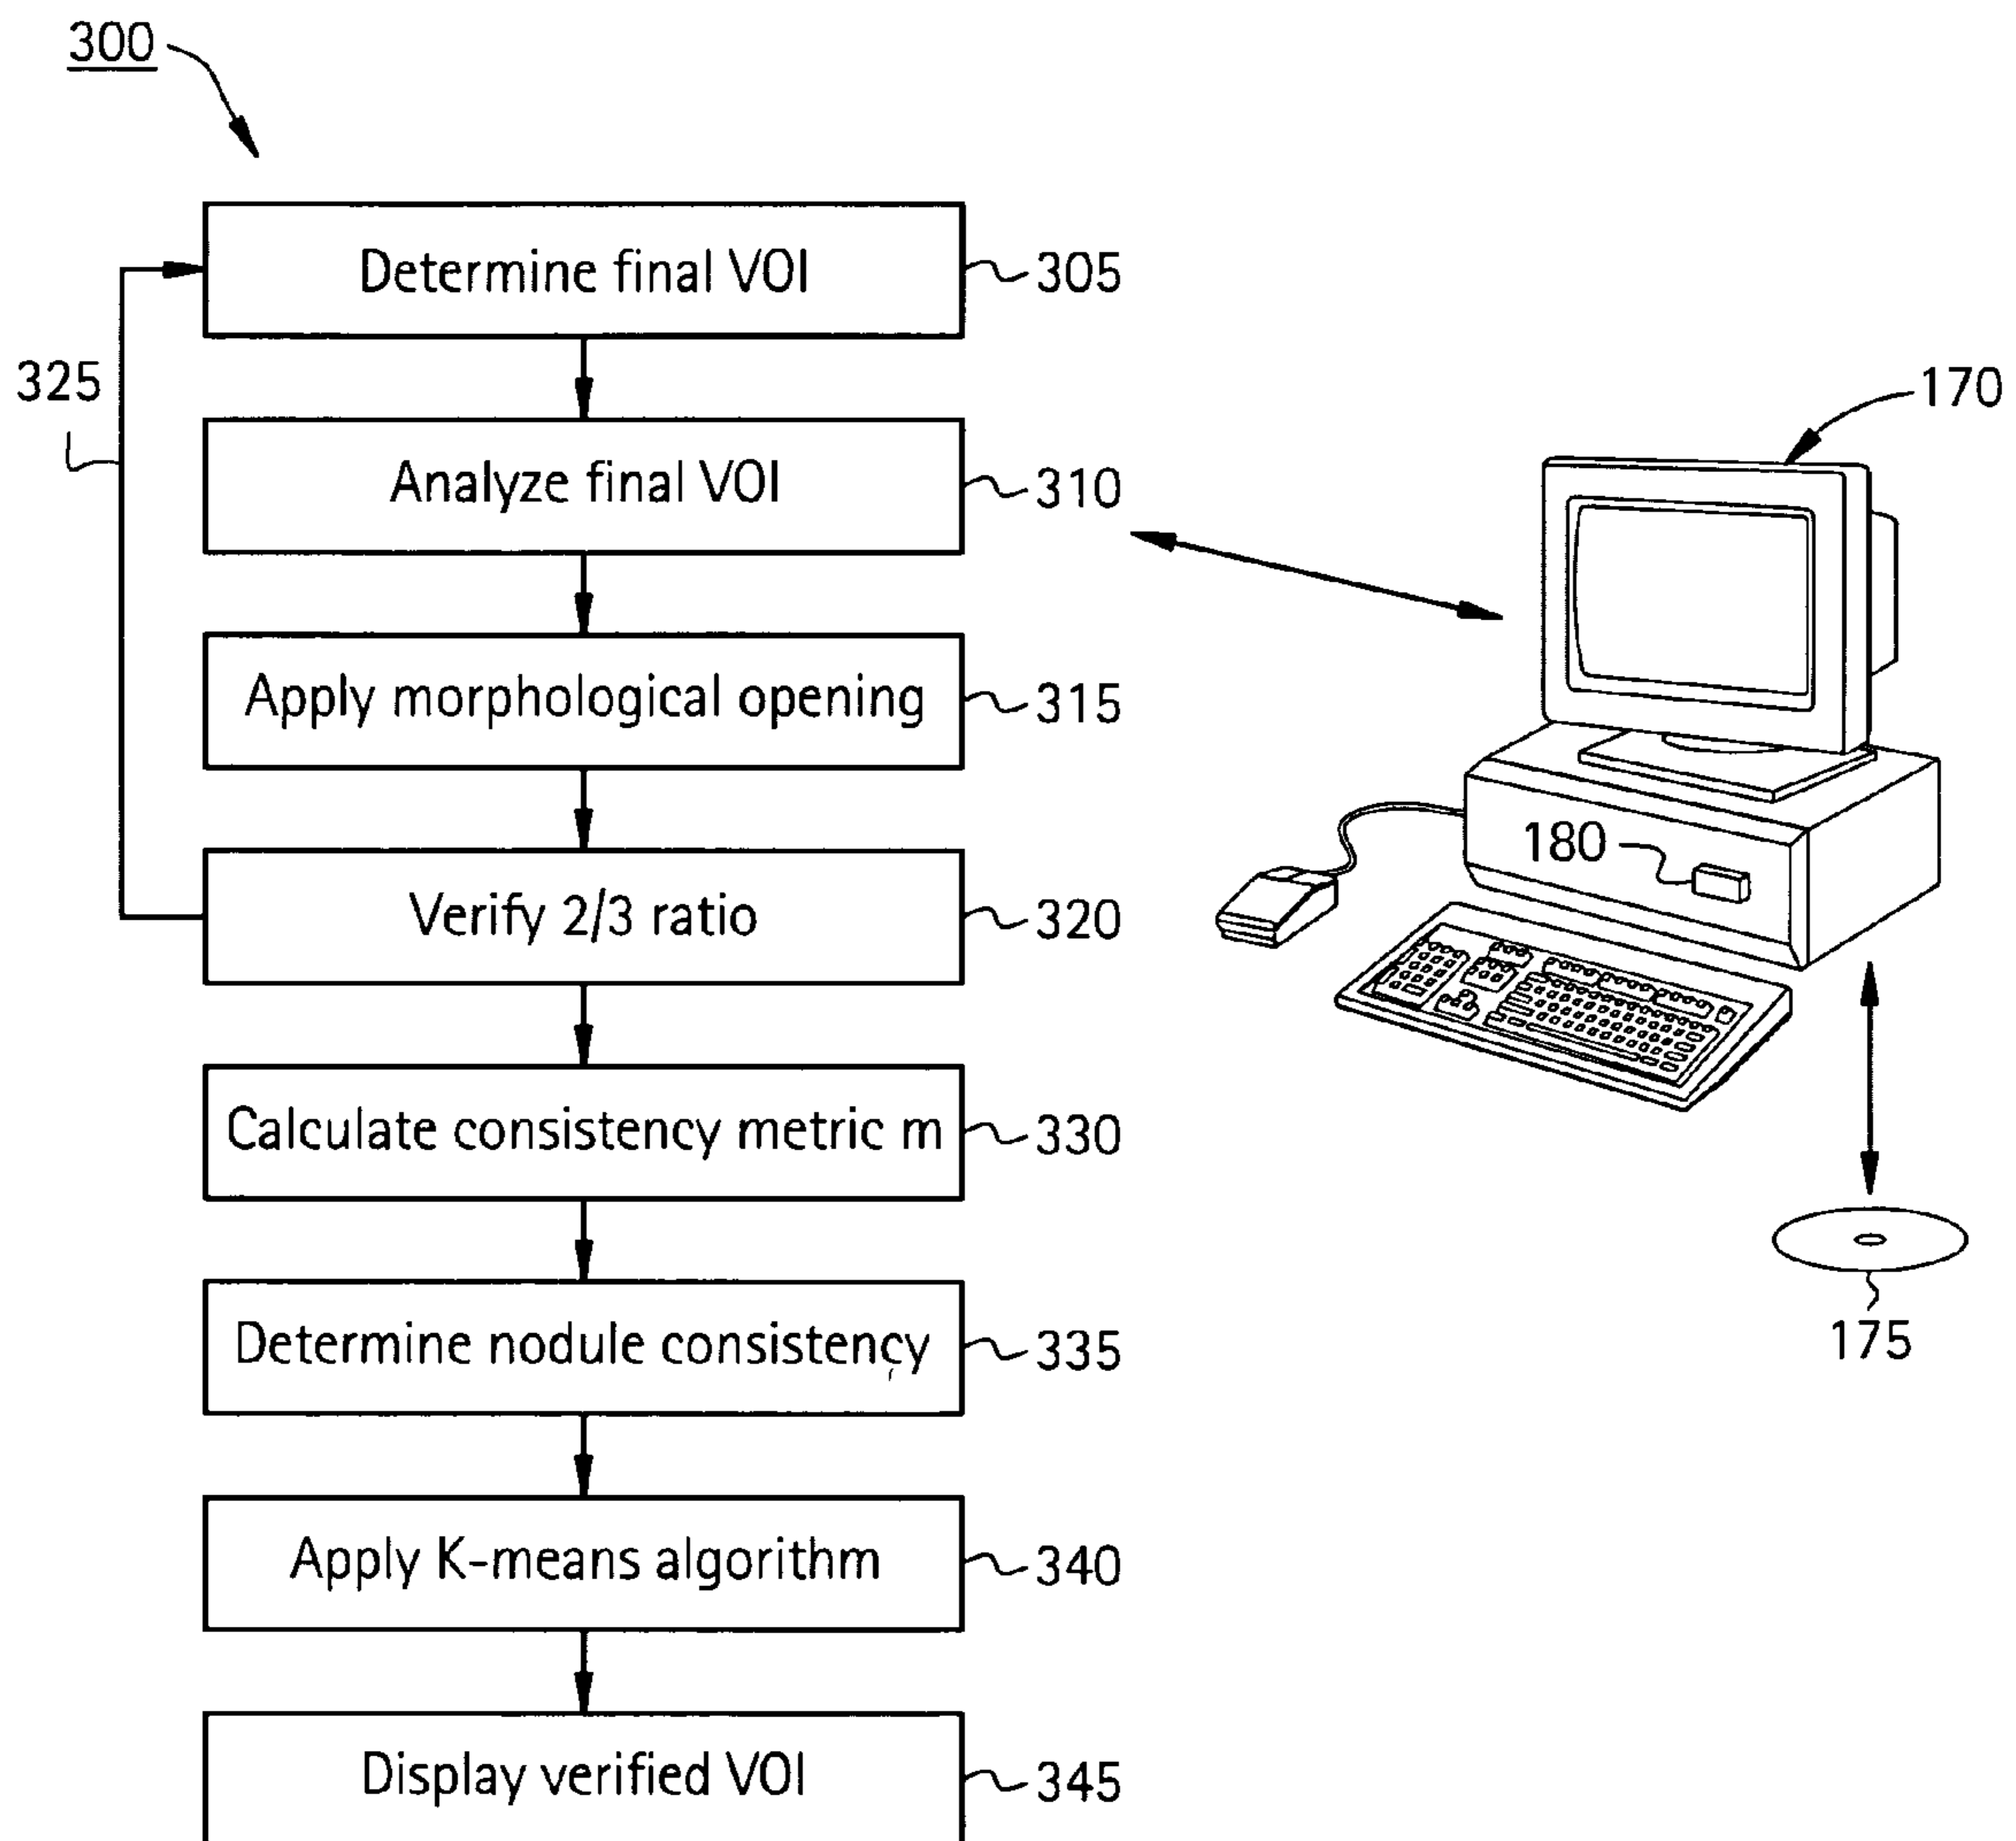 300
Determine final VOI
305
325
Analyze final VOI
310
170
Apply morphological opening
315
180
Verify 2/3 ratio
320
Calculate consistency metric m
330
Determine nodule consistency
335
175
Apply K-means algorithm
340
Display verified VOI
345